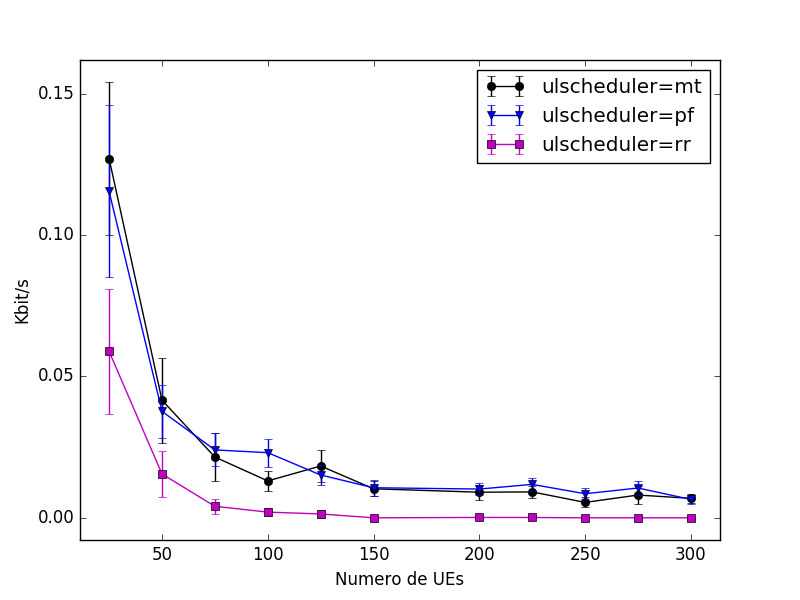 ulscheduler=mt
ulscheduler=pf
ulscheduler=rr
0.15
0.10
0.05
0.00
Kbit/s
50 100 150 200 250 300
Numero de UEs